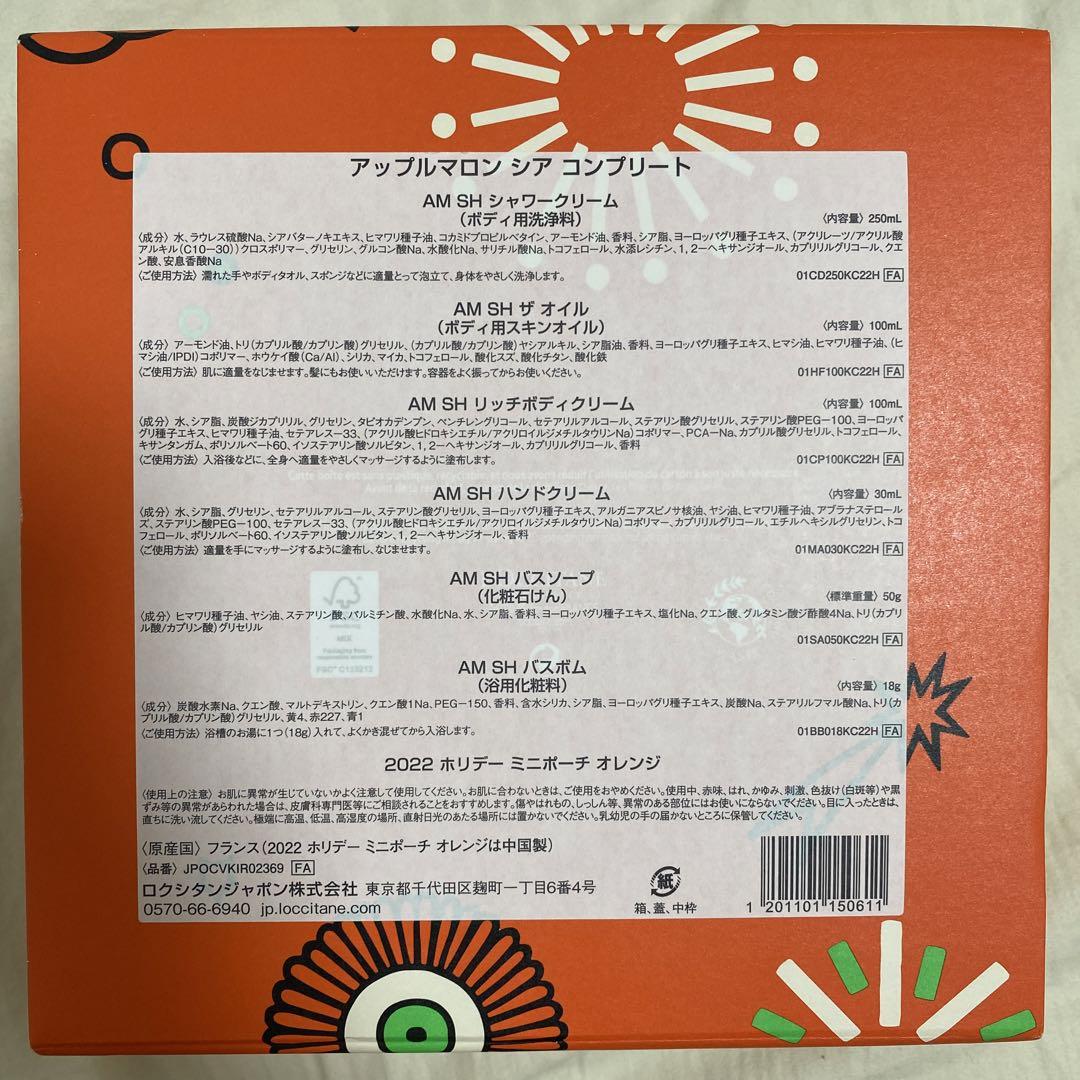 アップルマロン シア コンプリート
AM SH シャワークリーム
（ボディ用洗浄料）
〈内容量〉 250mL
〈成分〉水、ラウレス硫酸Na、シアバターノキエキス、ヒマワリ種子油、コカミドプロピルベタイン、アーモンド油、香料、シア脂、ヨーロッパグリ種子エキス、（アクリレーツ/アクリル酸
アルキル（C10－30））クロスポリマー、グリセリン、グルコン酸Na、水酸化Na、サリチル酸Na、トコフェロール、水添レシチン、1，2－ヘキサンジオール、カプリリルグリコール、クエ
ン酸、安息香酸Na
〈ご使用方法〉 濡れた手やボディタオル、スポンジなどに適量とって泡立て、身体をやさしく洗浄します。
01CD250KC22H FA
AM SH ザ オイル
（ボディ用スキンオイル）
〈内容量〉 100mL
〈成分〉 アーモンド油、トリ（カプリル酸/カプリン酸）グリセリル、（カプリル酸/カプリン酸）ヤシアルキル、シア脂油、香料、ヨーロッパグリ種子エキス、ヒマシ油、ヒマワリ種子油、（ヒ
マシ油/IPDI）コポリマー、ホウケイ酸（Ca/Al）、シリカ、マイカ、トコフェロール、酸化スズ、酸化チタン、酸化鉄
〈ご使用方法〉 肌に適量をなじませます。髪にもお使いいただけます。容器をよく振ってからお使いください。
01HF100KC22H FA
AM SH リッチボディクリーム
〈内容量〉 100mL
〈成分〉 水、シア脂、炭酸ジカプリリル、グリセリン、タピオカデンプン、ペンチレングリコール、セテアリルアルコール、ステアリン酸グリセリル、ステアリン酸PEG－100、ヨーロッパ
グリ種子エキス、ヒマワリ種子油、セテアレス－33、（アクリル酸ヒドロキシエチル/アクリロイルジメチルタウリンNa）コポリマー、PCA－Na、カプリル酸グリセリル、トコフェロール、
キサンタンガム、ポリソルベート60、イソステアリン酸ソルビタン、1，2－ヘキサンジオール、カプリリルグリコール、香料
〈ご使用方法〉 入浴後などに、全身へ適量をやさしくマッサージするように塗布します。
01CP100KC22H FA
AM SH ハンドクリーム
〈内容量〉 30mL
〈成分〉 水、シア脂、グリセリン、セテアリルアルコール、ステアリン酸グリセリル、ヨーロッパグリ種子エキス、アルガニアスピノサ核油、ヤシ油、ヒマワリ種子油、アブラナステロール
ズ、ステアリン酸PEG－100、セテアレス－33、（アクリル酸ヒドロキシエチル/アクリロイルジメチルタウリンNa）コポリマー、カプリリルグリコール、エチルヘキシルグリセリン、トコ
フェロール、ポリソルベート60、イソステアリン酸ソルビタン、1，2－ヘキサンジオール、香料
〈ご使用方法〉 適量を手にマッサージするように塗布し、なじませます。
01MA030KC22H FA
AM SH バスソープ
（化粧石けん）
〈標準重量〉 50g
〈成分〉 ヒマワリ種子油、ヤシ油、ステアリン酸、パルミチン酸、水酸化Na、水、シア脂、香料、ヨーロッパグリ種子エキス、塩化Na、クエン酸、グルタミン酸ジ酢酸4Na、トリ（カプリ
ル酸/カプリン酸）グリセリル
01SA050KC22H FA
AM SH バスボム
（浴用化粧料）
〈内容量〉 18g
〈成分〉 炭酸水素Na、クエン酸、マルトデキストリン、クエン酸1Na、PEG－150、香料、含水シリカ、シア脂、ヨーロッパグリ種子エキス、炭酸Na、ステアリルフマル酸Na、トリ（カ
プリル酸/カプリン酸）グリセリル、黄4、赤227、青1
〈ご使用方法〉 浴槽のお湯に1つ（18g）入れて、よくかき混ぜてから入浴します。
01BB018KC22H FA
2022 ホリデー ミニポーチ オレンジ
〈使用上の注意〉 お肌に異常が生じていないかよく注意して使用してください。お肌に合わないときは、ご使用をおやめください。使用中、赤味、はれ、かゆみ、刺激、色抜け（白斑等）や黒
ずみ等の異常があらわれた場合は、皮膚科専門医等にご相談されることをおすすめします。傷やはれもの、しっしん等、異常のある部位にはお使いにならないでください。目に入ったときは、
直ちに洗い流してください。極端に高温、低温、高湿度の場所、直射日光のあたる場所には置かないでください。乳幼児の手の届かないところに保管してください。
〈原産国〉 フランス（2022 ホリデー ミニポーチ オレンジは中国製）
〈品番〉 JPOCVKIR02369 FA
ロクシタンジャポン株式会社 東京都千代田区麹町一丁目6番4号
0570-66-6940 jp.loccitane.com
紙
箱、蓋、中枠
1 201101 150611